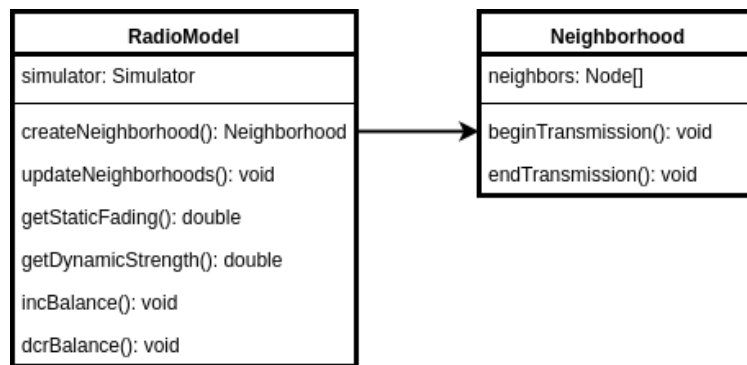 RadioModel
simulator: Simulator
createNeighborhood(): Neighborhood
updateNeighborhoods(): void
getStaticFading(): double
getDynamicStrength(): double
incBalance(): void
dcrBalance(): void
Neighborhood
neighbors: Node[]
beginTransmission(): void
endTransmission(): void